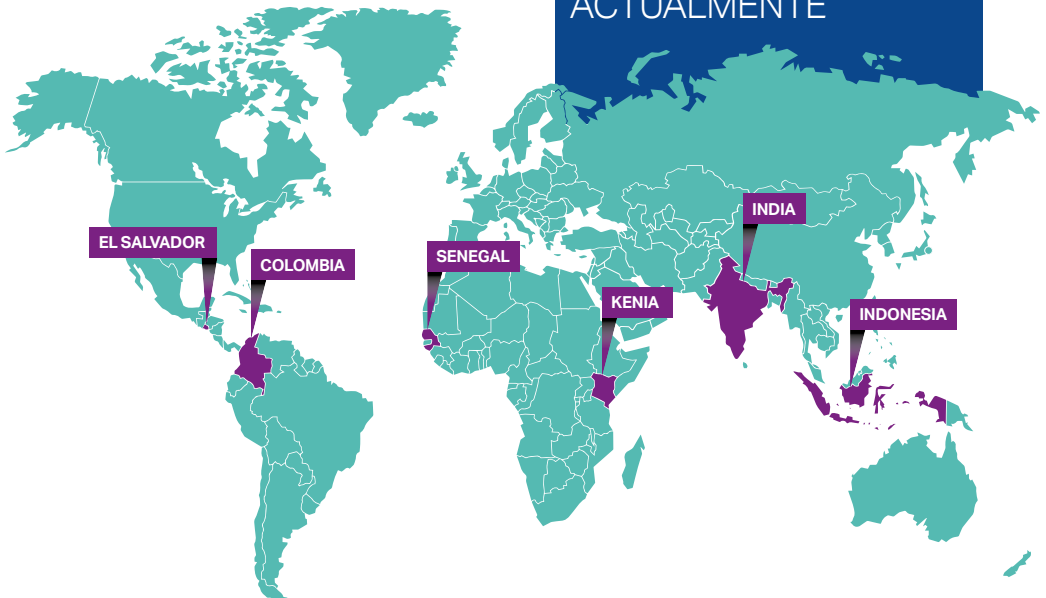 ACTUALMENTE
INDIA
EL SALVADOR
COLOMBIA
SENEGAL
KENIA
INDONESIA